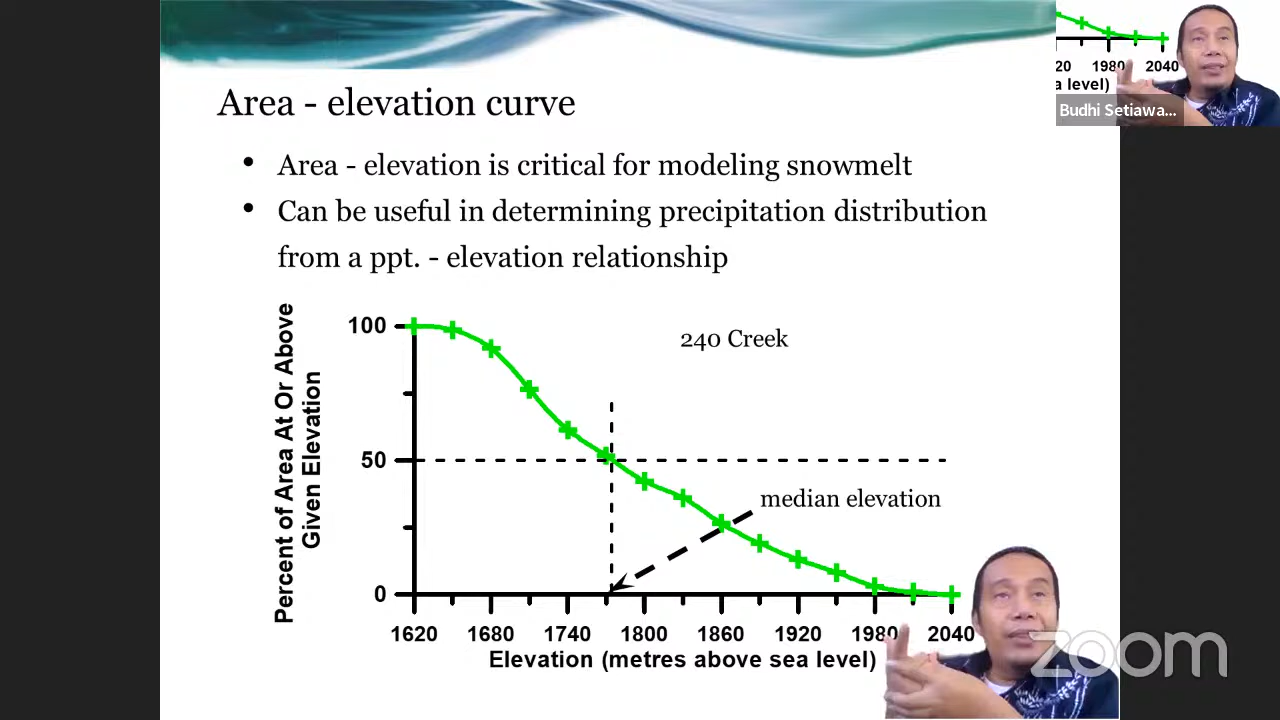 Area - elevation curve
• Area - elevation is critical for modeling snowmelt
• Can be useful in determining precipitation distribution
from a ppt. - elevation relationship
20 1980 2040
a level)
Budhi Setiawa...
Percent of Area At Or Above
Given Elevation
100
50
0
240 Creek
median elevation
1620 1680 1740 1800 1860 1920 1980 2040
Elevation (metres above sea level)
zoom